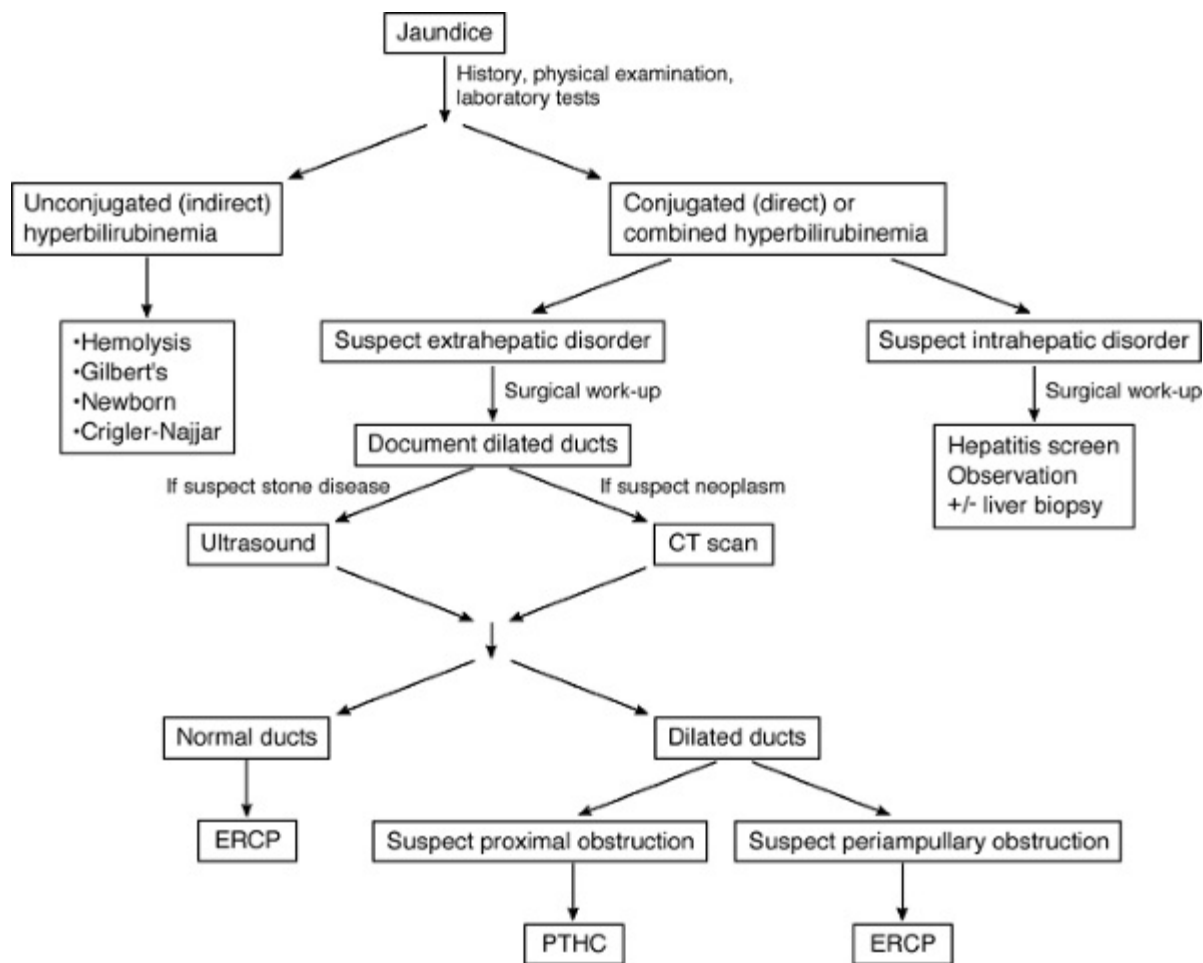 Jaundice
History, physical examination,
laboratory tests
Unconjugated (indirect)
hyperbilirubinemia
Conjugated (direct) or
combined hyperbilirubinemia
•Hemolysis
•Gilbert's
•Newborn
•Crigler-Najjar
Suspect extrahepatic disorder
Suspect intrahepatic disorder
Surgical work-up
Surgical work-up
Document dilated ducts
Hepatitis screen
Observation
+/- liver biopsy
If suspect stone disease
If suspect neoplasm
Ultrasound
CT scan
Normal ducts
Dilated ducts
ERCP
Suspect proximal obstruction
Suspect periampullary obstruction
PTHC
ERCP